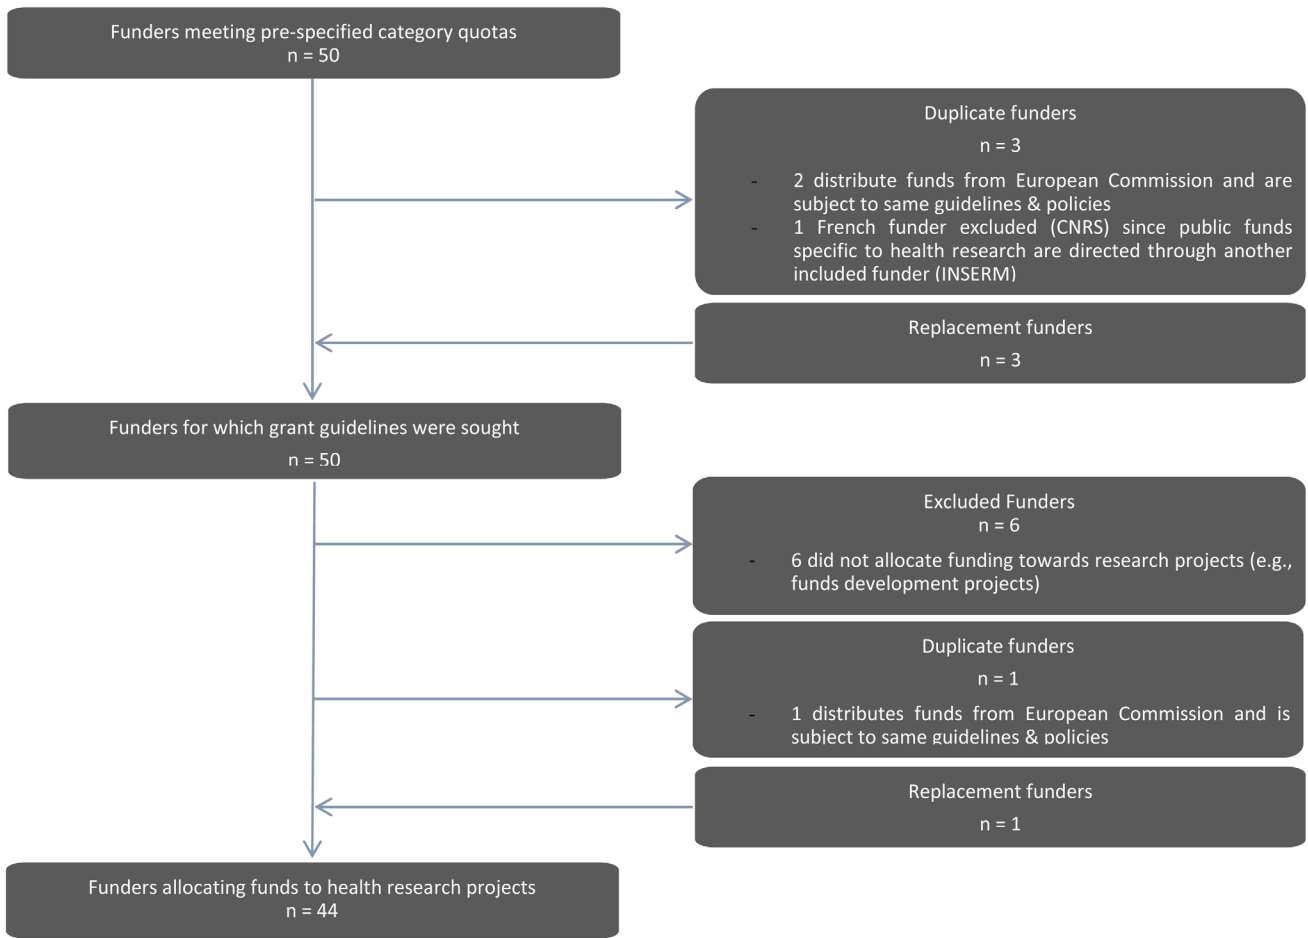 Funders meeting pre-specified category quotas
n = 50
Duplicate funders
n = 3
- 2 distribute funds from European Commission and are
subject to same guidelines & policies
- 1 French funder excluded (CNRS) since public funds
specific to health research are directed through another
included funder (INSERM)
Replacement funders
n = 3
Funders for which grant guidelines were sought
n = 50
Excluded Funders
n = 6
- 6 did not allocate funding towards research projects (e.g.,
funds development projects)
Duplicate funders
n = 1
- 1 distributes funds from European Commission and is
subject to same guidelines & policies
Replacement funders
n = 1
Funders allocating funds to health research projects
n = 44